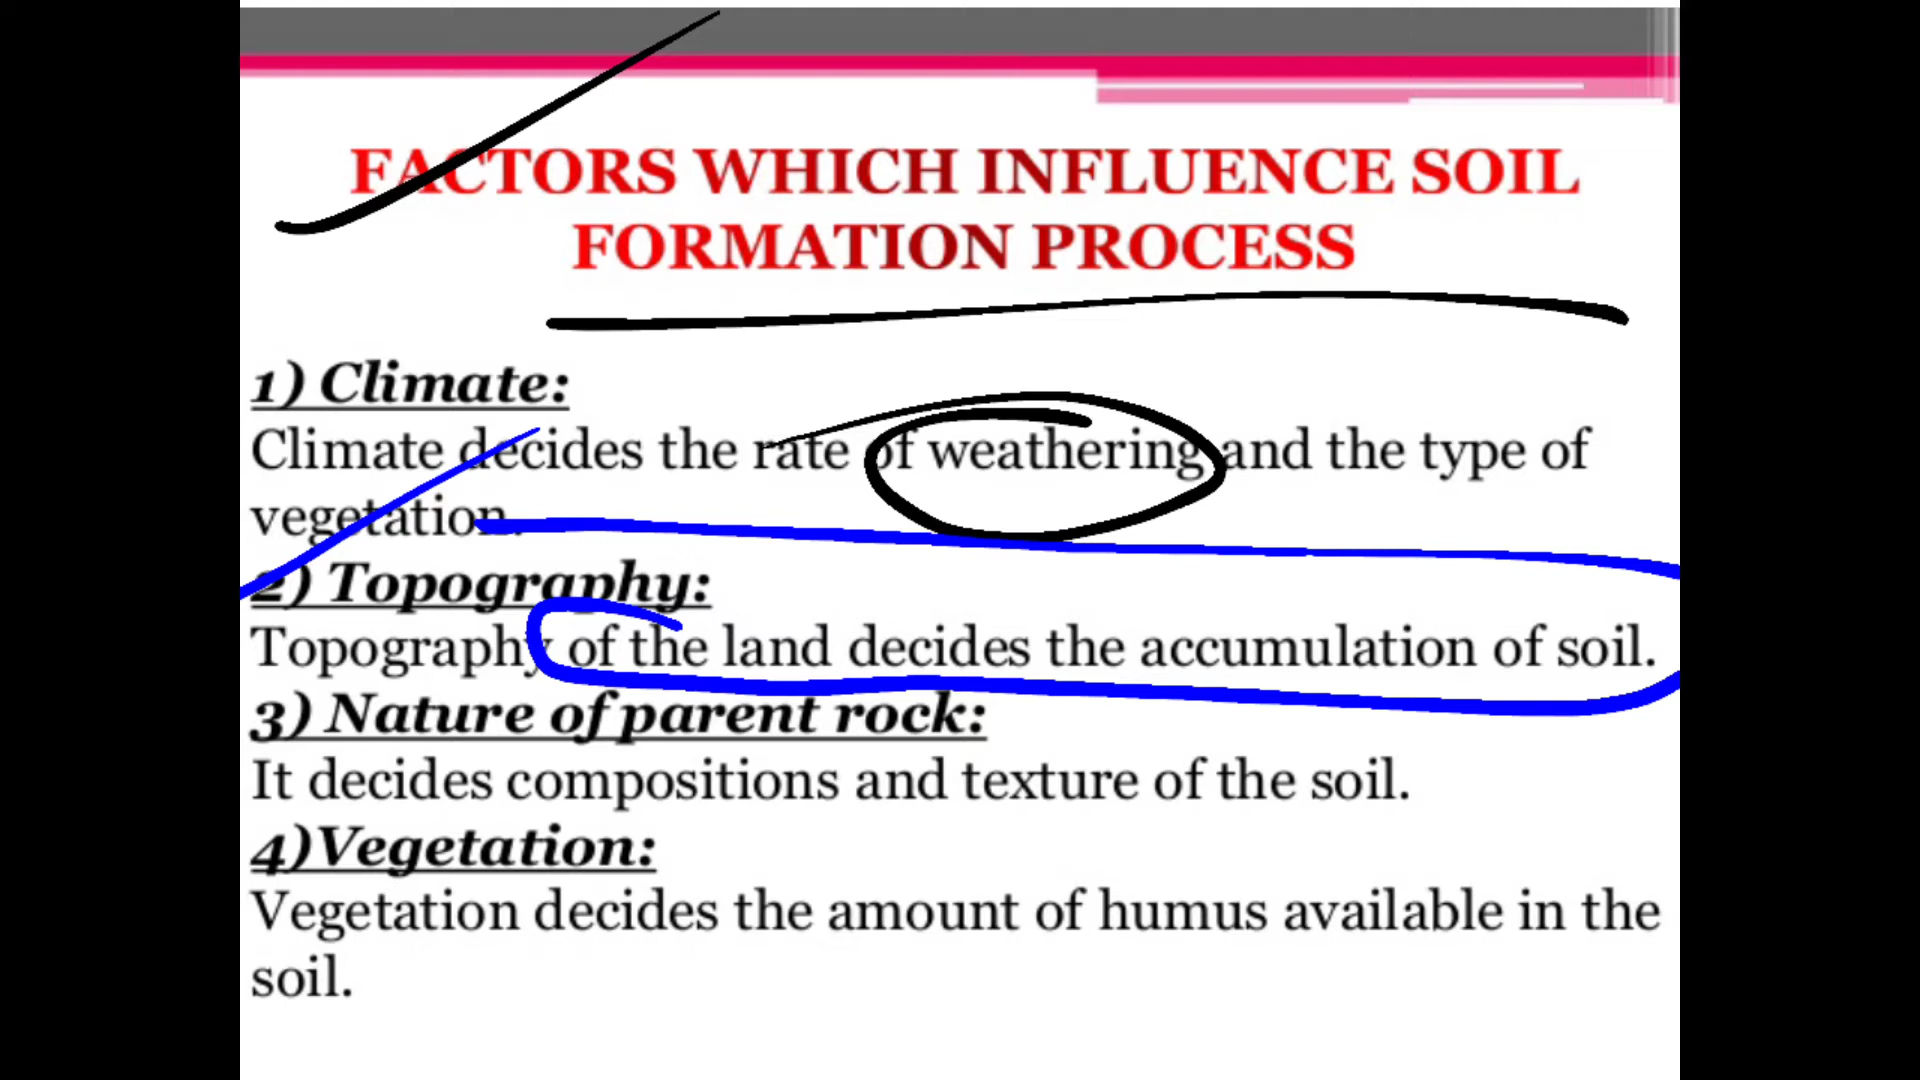 FACTORS WHICH INFLUENCE SOIL
FORMATION PROCESS
1) Climate:
Climate decides the rate of weathering and the type of
vegetation.
2) Topography:
Topography of the land decides the accumulation of soil.
3) Nature of parent rock:
It decides compositions and texture of the soil.
4)Vegetation:
Vegetation decides the amount of humus available in the
soil.